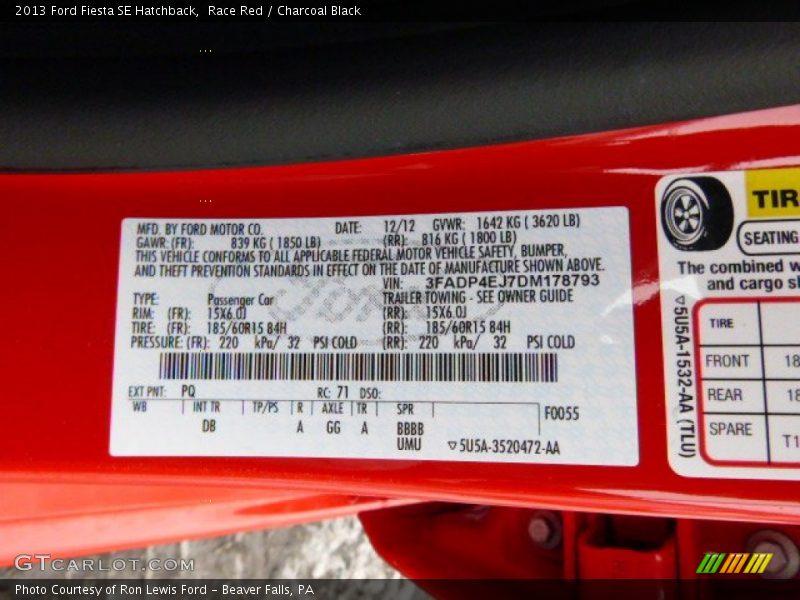 2013 Ford Fiesta SE Hatchback,  Race Red / Charcoal Black
MFD. BY FORD MOTOR CO. DATE: 12/12 GVWR: 1642 KG ( 3620 LB)
GAWR: (FR): 839 KG ( 1850 LB) (RR): 816 KG ( 1800 LB)
THIS VEHICLE CONFORMS TO ALL APPLICABLE FEDERAL MOTOR VEHICLE SAFETY, BUMPER,
AND THEFT PREVENTION STANDARDS IN EFFECT ON THE DATE OF MANUFACTURE SHOWN ABOVE.
VIN: 3FADP4EJ7DM178793
TYPE: Passenger Car TRAILER TOWING - SEE OWNER GUIDE
RIM: (FR): 15X6.0J (RR): 15X6.0J
TIRE: (FR): 185/60R15 84H (RR): 185/60R15 84H
PRESSURE: (FR): 220 kPa/ 32 PSI COLD (RR): 220 kPa/ 32 PSI COLD
EXT PNT: PQ RC: 71 DSO:
WB INT TR TP/PS R AXLE TR SPR F0055
DB A GG A BBBB
UMU ▽5U5A-3520472-AA
TIR
SEATING
The combined w
and cargo sh
▽5U5A-1532-AA (TLU)
TIRE
FRONT 18
REAR 18
SPARE T1
GTCARLOT.COM
Photo Courtesy of Ron Lewis Ford - Beaver Falls, PA